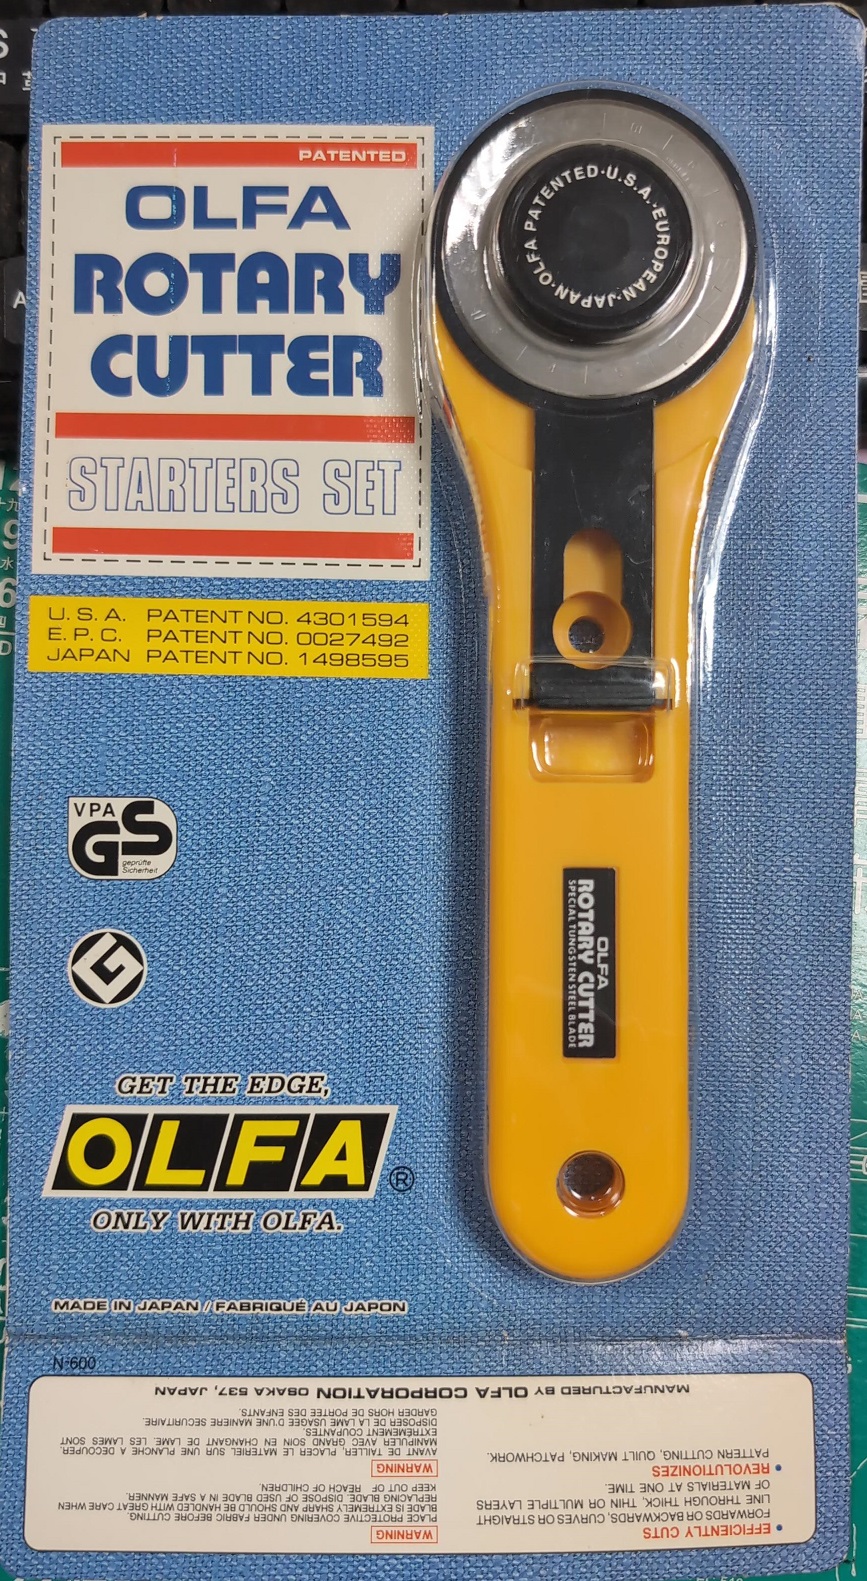 PATENTED
OLFA
ROTARY
CUTTER
STARTERS SET
U.S.A. PATENT NO. 4301594
E.P.C. PATENT NO. 0027492
JAPAN PATENT NO. 1498595
OLFA PATENTED·U.S.A.·EUROPEAN·JAPAN·
OLFA
ROTARY CUTTER
SPECIAL TUNGSTEN STEEL BLADE
VPA
GS
geprüfte
Sicherheit
G
GET THE EDGE,
OLFA®
ONLY WITH OLFA.
MADE IN JAPAN / FABRIQUÉ AU JAPON
N-600
• EFFICIENTLY CUTS
FORWARDS OR BACKWARDS, CURVES OR STRAIGHT
LINE THROUGH THICK, THIN OR MULTIPLE LAYERS
OF MATERIALS AT ONE TIME.
• REVOLUTIONIZES
PATTERN CUTTING, QUILT MAKING, PATCHWORK.
WARNING
PLACE PROTECTIVE COVERING UNDER FABRIC BEFORE CUTTING.
BLADE IS EXTREMELY SHARP AND SHOULD BE HANDLED WITH GREAT CARE WHEN
REPLACING BLADE. DISPOSE OF USED BLADE IN A SAFE MANNER.
KEEP OUT OF REACH OF CHILDREN.
WARNING
AVANT DE TAILLER, PLACER LE MATERIEL SUR UNE PLANCHE A DECOUPER.
MANIPULER AVEC GRAND SOIN EN CHANGANT DE LAME. LES LAMES SONT
EXTRÊMEMENT COUPANTES.
DISPOSER DE LA LAME USAGEE D'UNE MANIERE SECURITAIRE.
GARDER HORS DE PORTEE DES ENFANTS.
MANUFACTURED BY OLFA CORPORATION OSAKA 537, JAPAN